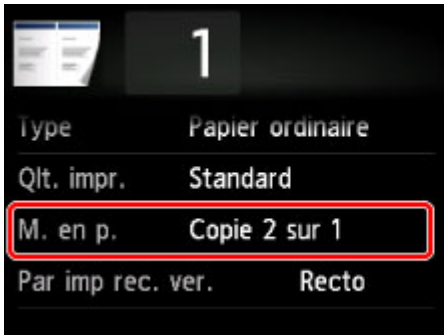 1
Type Papier ordinaire
Qlt. impr. Standard
M. en p. Copie 2 sur 1
Par imp rec. ver. Recto